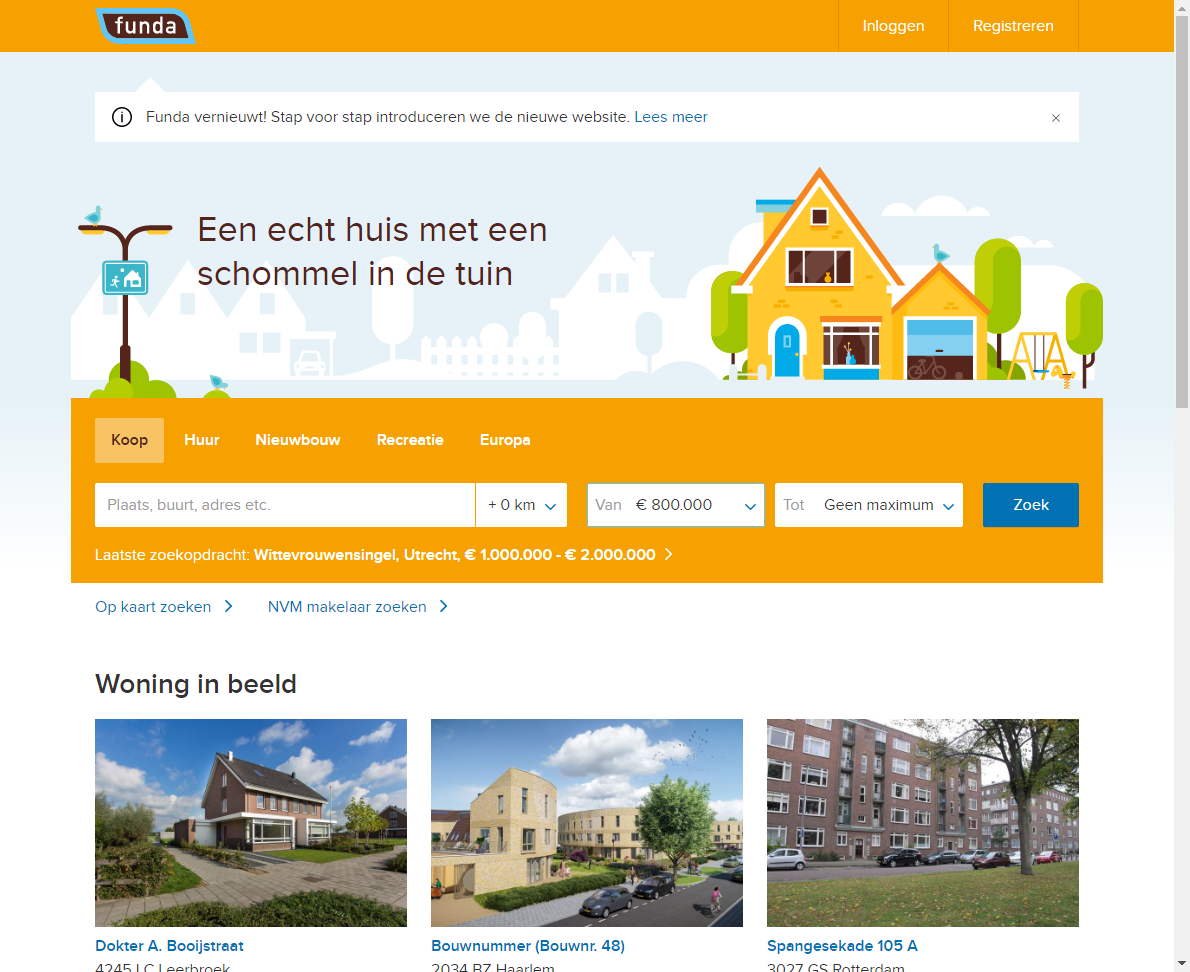 funda
Inloggen
Registreren
Funda vernieuwt! Stap voor stap introduceren we de nieuwe website. Lees meer
Een echt huis met een
schommel in de tuin
Koop
Huur
Nieuwbouw
Recreatie
Europa
Plaats, buurt, adres etc.
+ 0 km
Van € 800.000
Tot Geen maximum
Zoek
Laatste zoekopdracht: Wittevrouwensingel, Utrecht, € 1.000.000 - € 2.000.000
Op kaart zoeken
NVM makelaar zoeken
Woning in beeld
Dokter A. Booijstraat
4245 LC Leerbroek
Bouwnummer (Bouwnr. 48)
2034 BZ Haarlem
Spangesekade 105 A
3027 GS Rotterdam